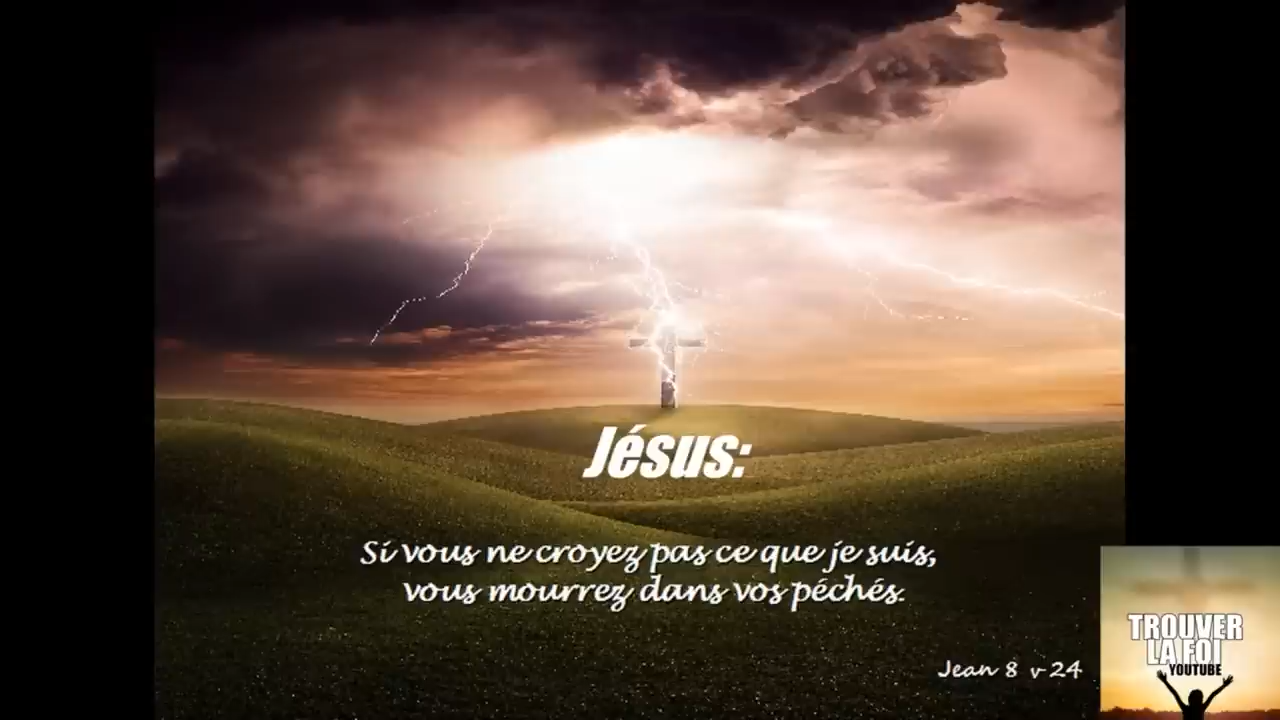 Jésus:
Si vous ne croyez pas ce que je suis,
vous mourrez dans vos péchés.
Jean 8 v 24
TROUVER
LA FOI
YOUTUBE